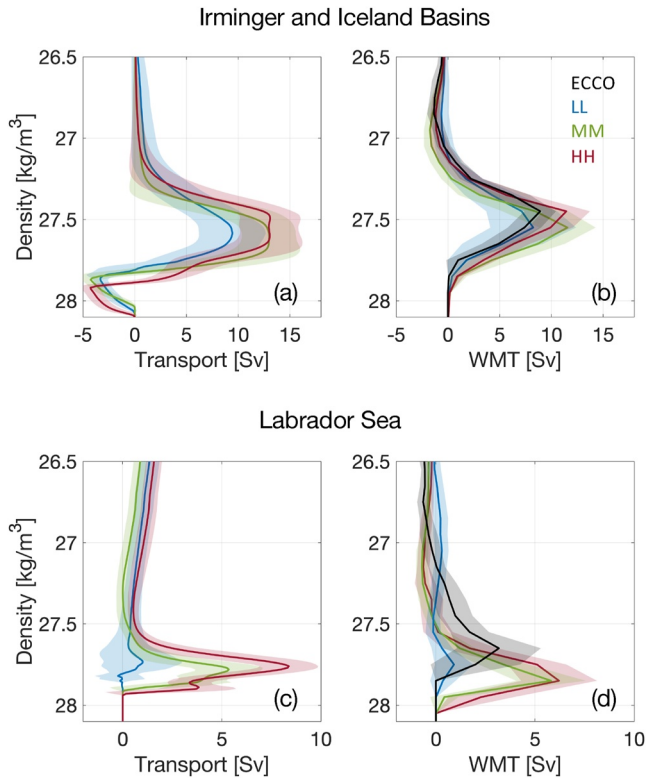 Irminger and Iceland Basins
26.5
27
27.5
28
Density [kg/m³]
-5 0 5 10 15
Transport [Sv]
(a)
26.5
27
27.5
28
ECCO
LL
MM
HH
-5 0 5 10 15
WMT [Sv]
(b)
Labrador Sea
26.5
27
27.5
28
Density [kg/m³]
0 5 10
Transport [Sv]
(c)
26.5
27
27.5
28
0 5 10
WMT [Sv]
(d)